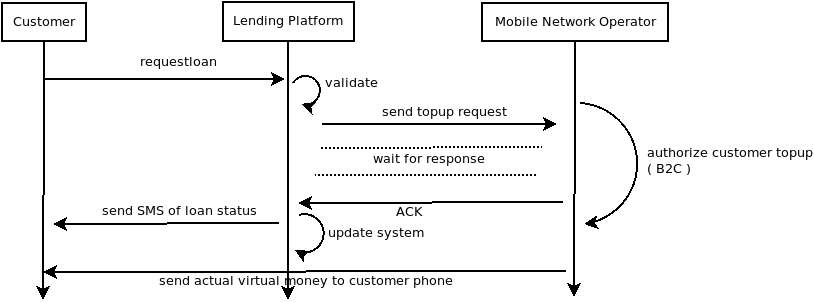 Customer
Lending Platform
Mobile Network Operator
requestloan
validate
send topup request
wait for response
authorize customer topup
( B2C )
send SMS of loan status
ACK
update system
send actual virtual money to customer phone